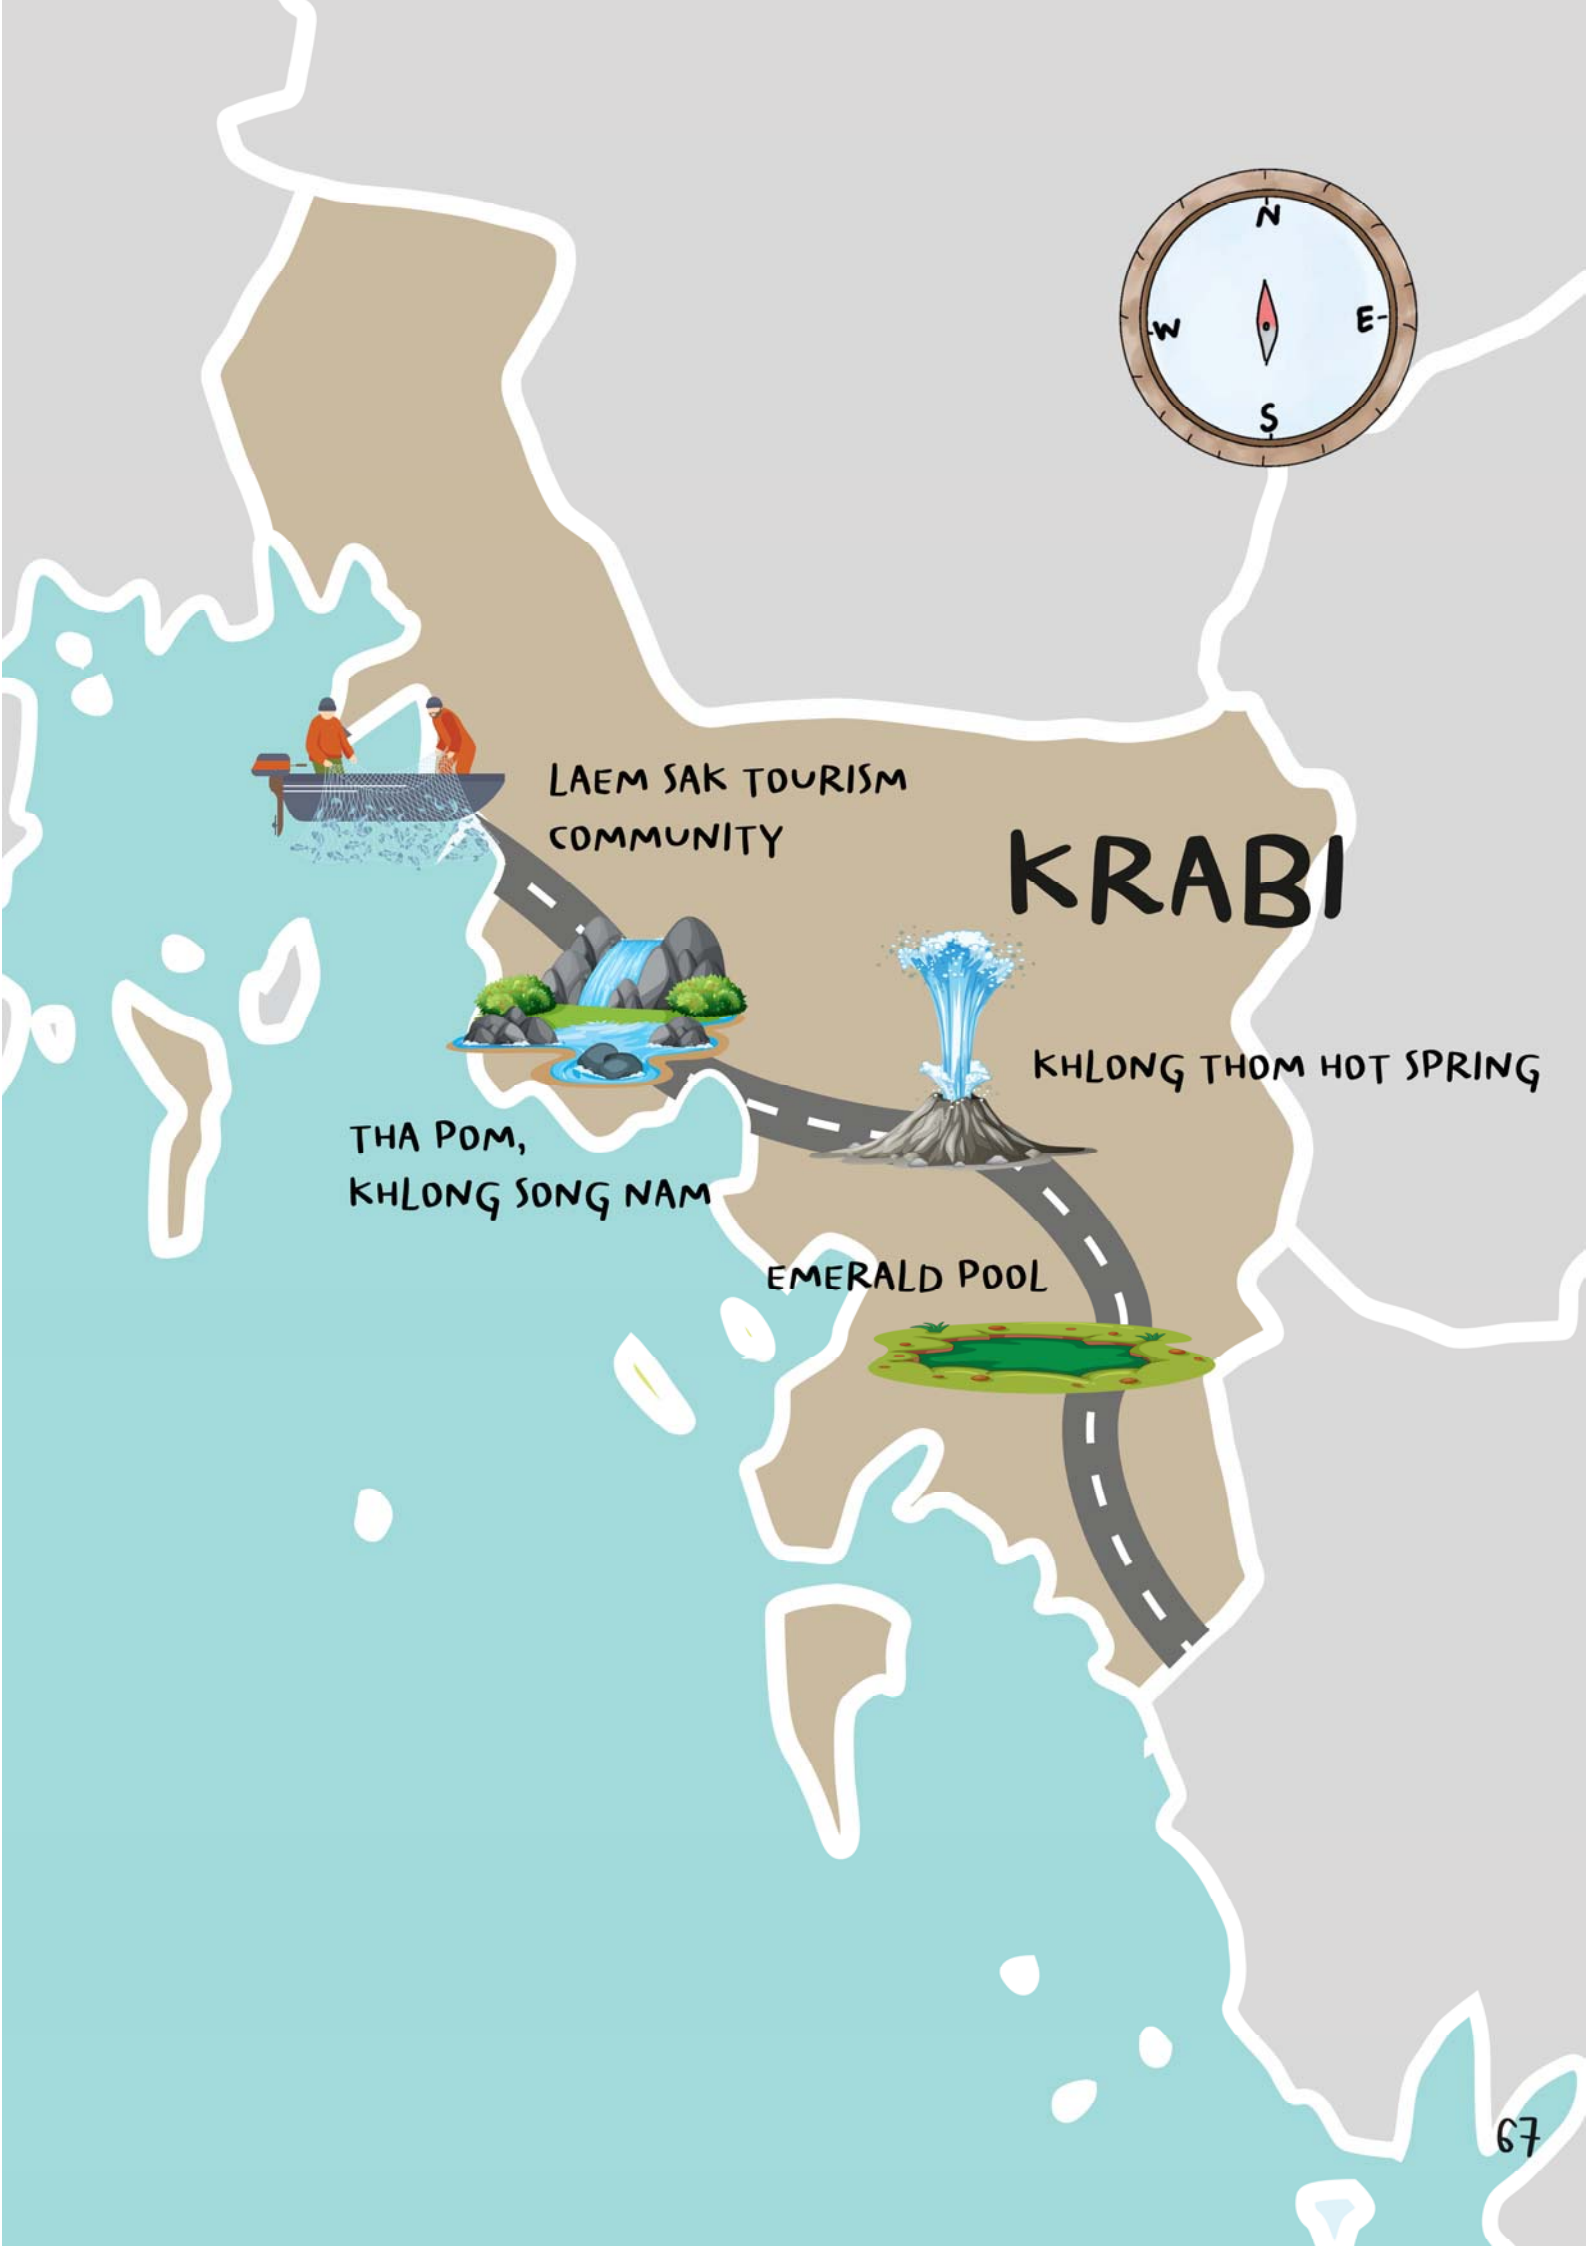 N
W
E
S
LAEM SAK TOURISM
COMMUNITY
KRABI
KHLONG THOM HOT SPRING
THA POM,
KHLONG SONG NAM
EMERALD POOL
67